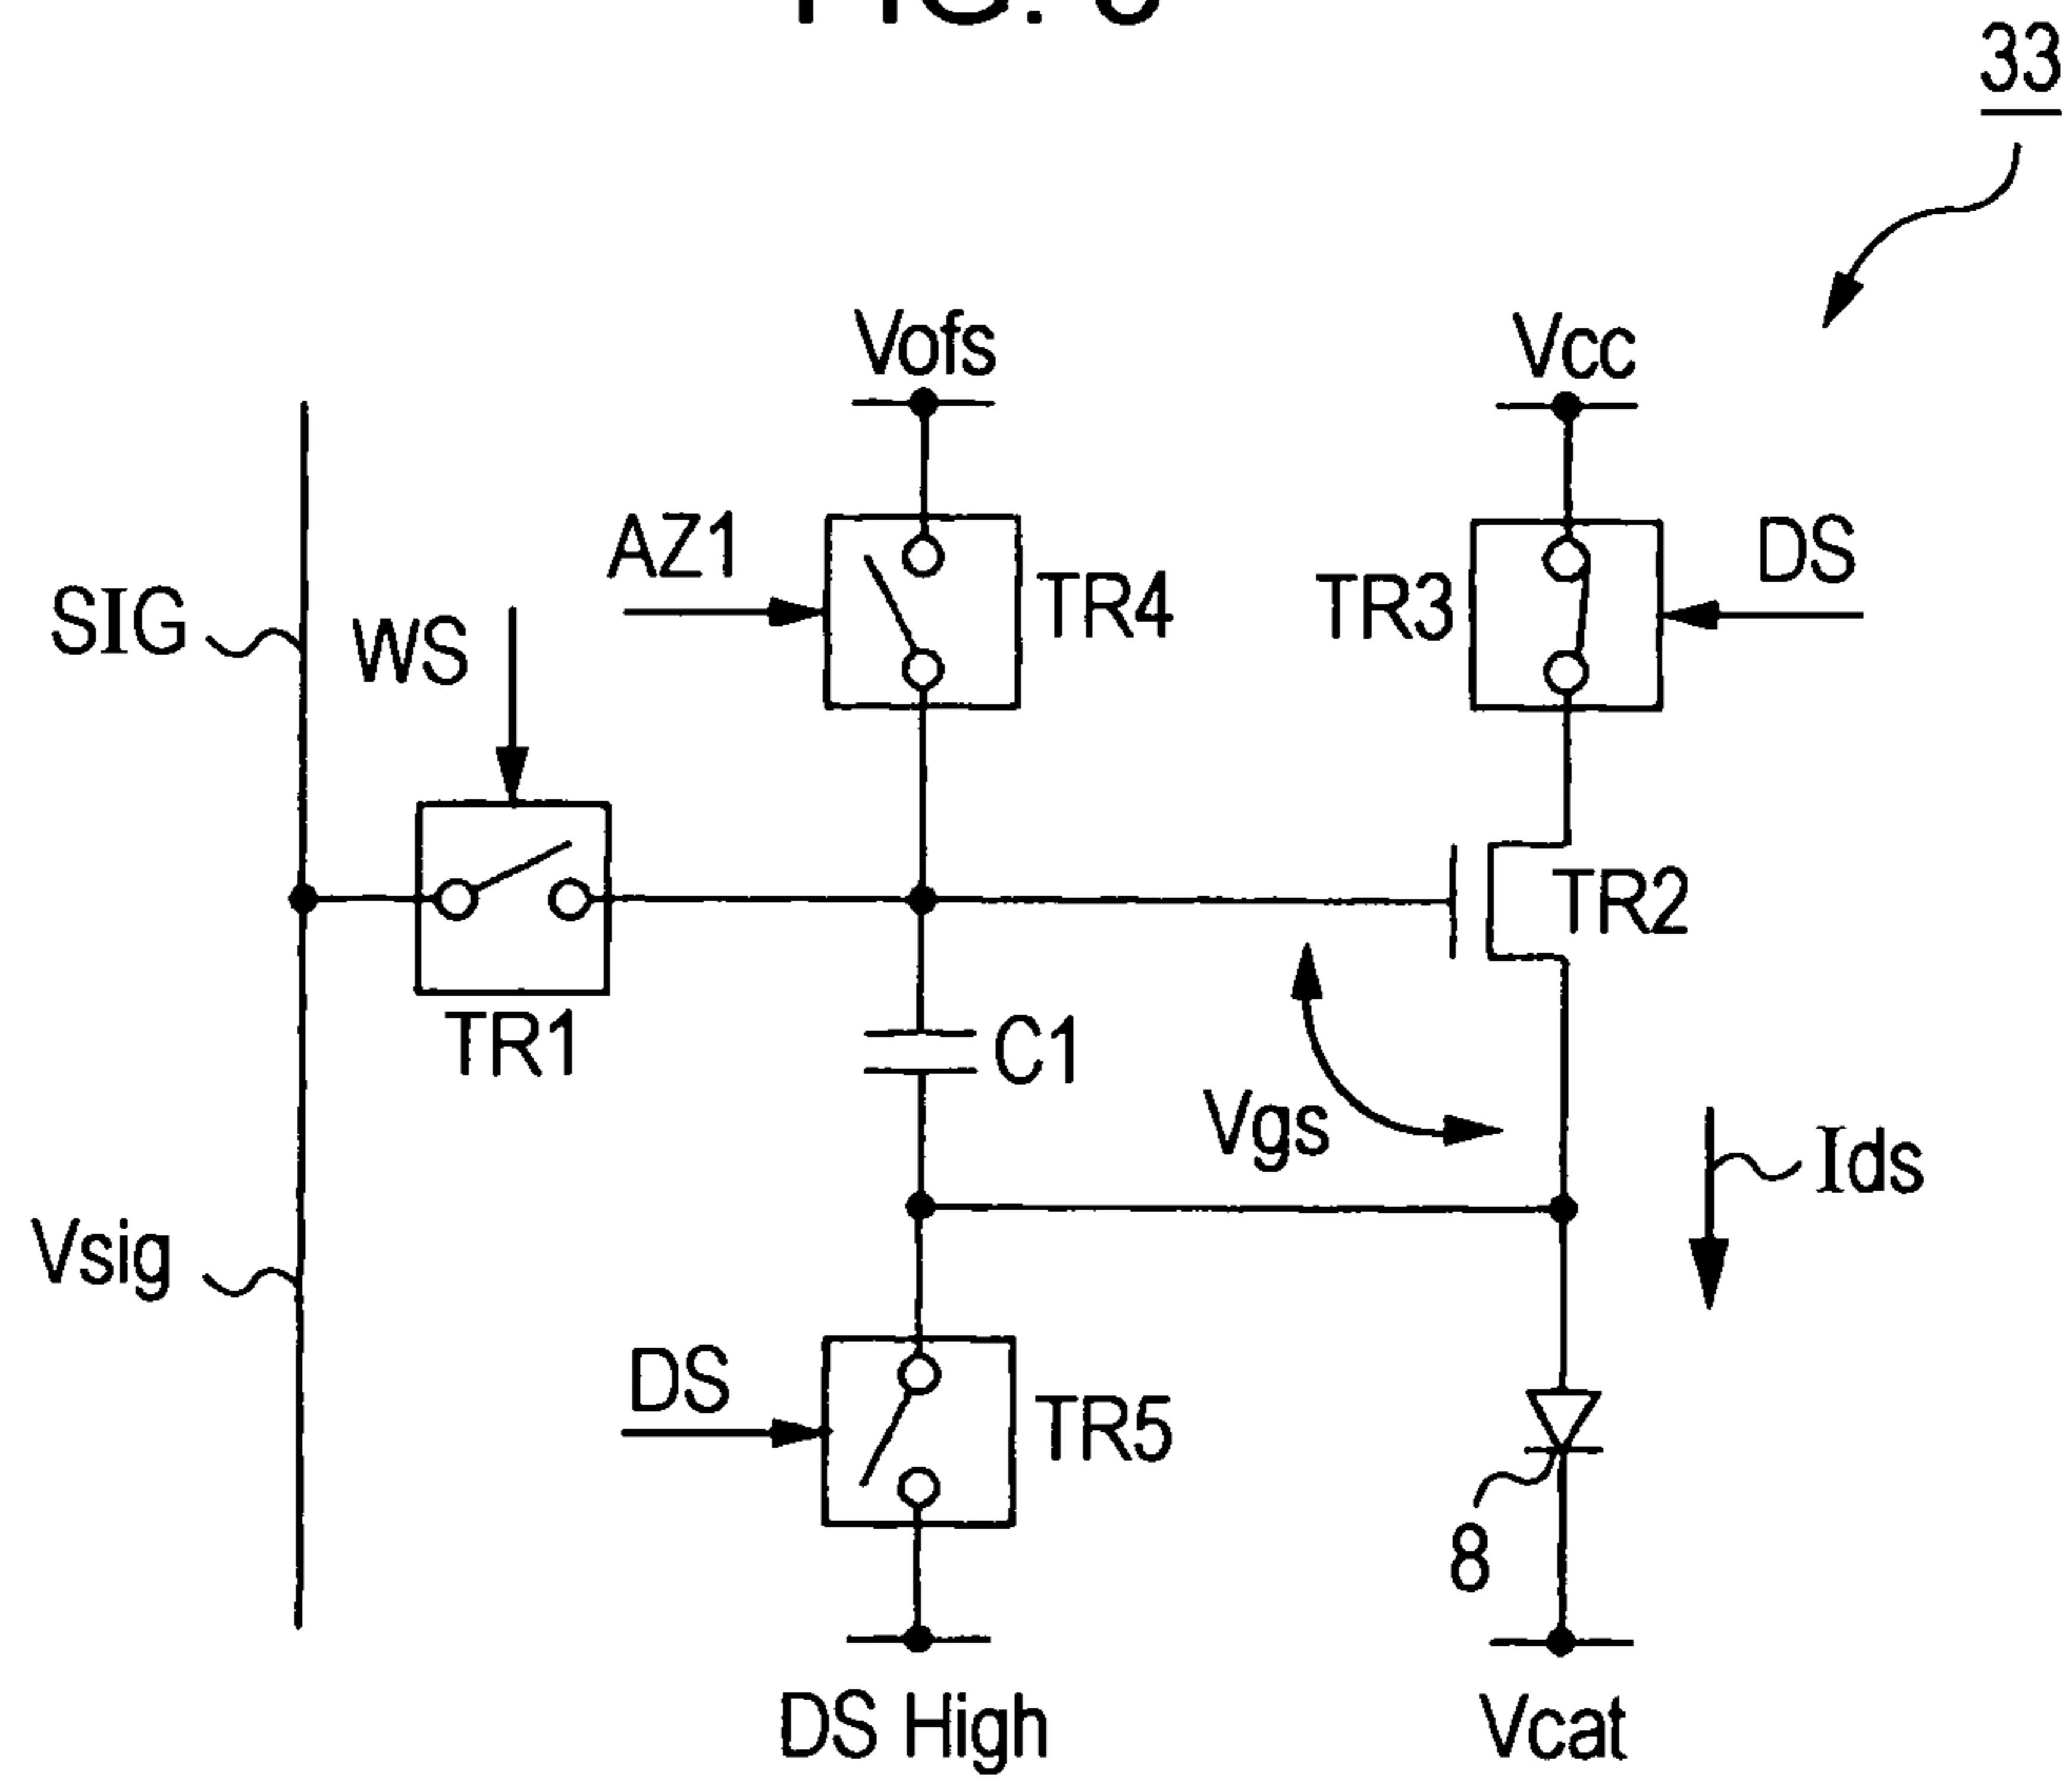 33
Vofs
Vcc
AZ1
TR4
TR3
DS
SIG
WS
TR2
TR1
C1
Vgs
Ids
Vsig
DS
TR5
8
DS High
Vcat